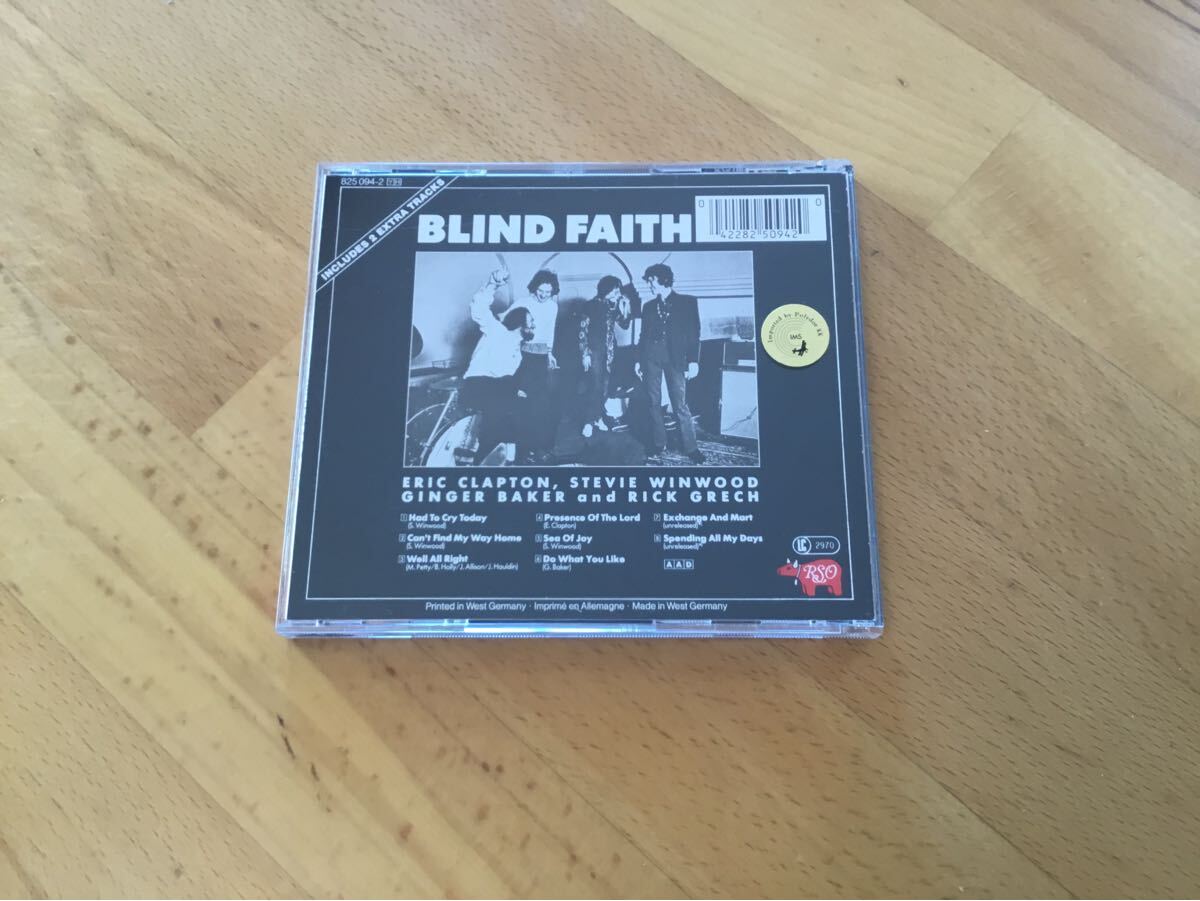 825 094-2 YH
INCLUDES 2 EXTRA TRACKS
BLIND FAITH
0 42282 50942 0
Imported by Polydor KK
IMS
ERIC CLAPTON, STEVIE WINWOOD
GINGER BAKER and RICK GRECH
1 Had To Cry Today
(S. Winwood)
2 Can't Find My Way Home
(S. Winwood)
3 Well All Right
(M. Petty/B. Holly/J. Allison/J. Hauldin)
4 Presence Of The Lord
(E. Clapton)
5 Sea Of Joy
(S. Winwood)
6 Do What You Like
(G. Baker)
7 Exchange And Mart
(unreleased)
8 Spending All My Days
(unreleased)
AAD
LC 2970
RSO
Printed in West Germany · Imprimé en Allemagne · Made in West Germany